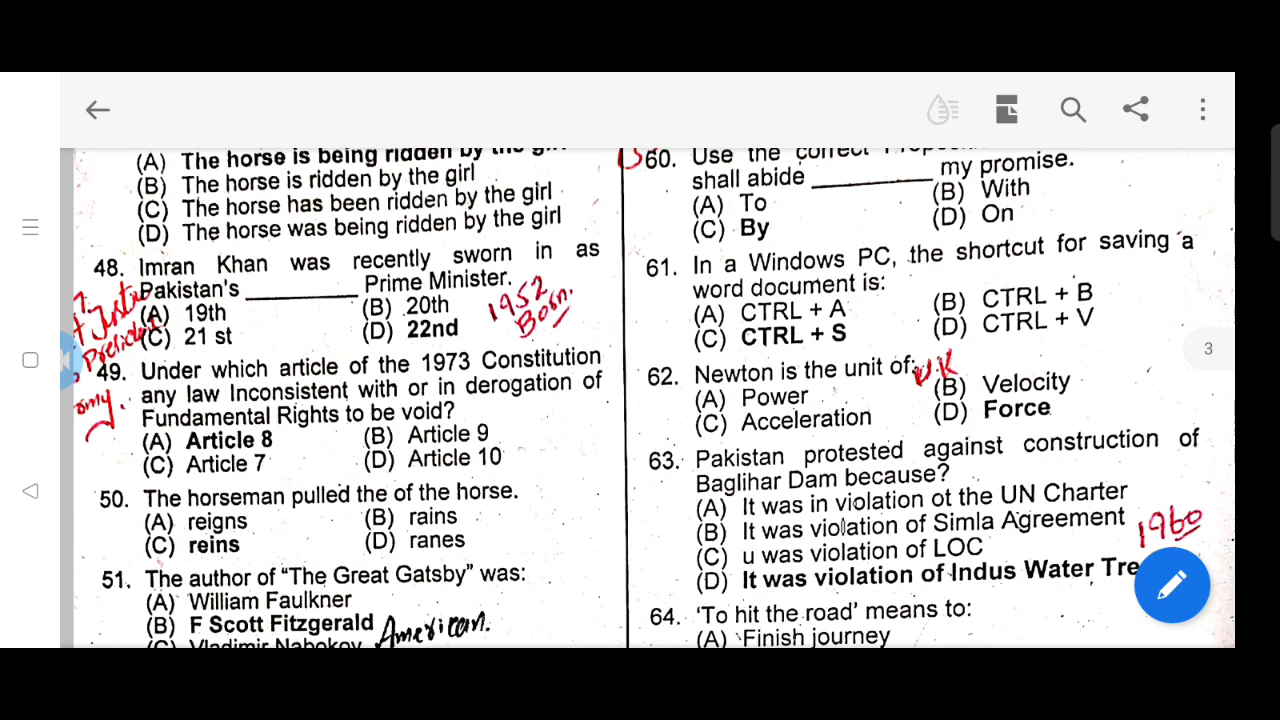 (A) The horse is being ridden by the
(B) The horse is ridden by the girl
(C) The horse has been ridden by the girl
(D) The horse was being ridden by the girl
48. Imran Khan was recently sworn in as
Pakistan's __________ Prime Minister.
(A) 19th (B) 20th
(C) 21 st (D) 22nd
1952
Born.
49. Under which article of the 1973 Constitution
any law Inconsistent with or in derogation of
Fundamental Rights to be void?
(A) Article 8 (B) Article 9
(C) Article 7 (D) Article 10
50. The horseman pulled the of the horse.
(A) reigns (B) rains
(C) reins (D) ranes
51. The author of "The Great Gatsby" was:
(A) William Faulkner
(B) F Scott Fitzgerald
American.
(C) Vladimir Nabokov
60. Use the correct
shall abide __________ my promise.
(A) To (B) With
(C) By (D) On
61. In a Windows PC, the shortcut for saving a
word document is:
(A) CTRL + A (B) CTRL + B
(C) CTRL + S (D) CTRL + V
62. Newton is the unit of:
U.K
(A) Power (B) Velocity
(C) Acceleration (D) Force
63. Pakistan protested against construction of
Baglihar Dam because?
(A) It was in violation ot the UN Charter
(B) It was violation of Simla Agreement
(C) u was violation of LOC
(D) It was violation of Indus Water Tre
1960
64. 'To hit the road' means to:
(A) Finish journey
3